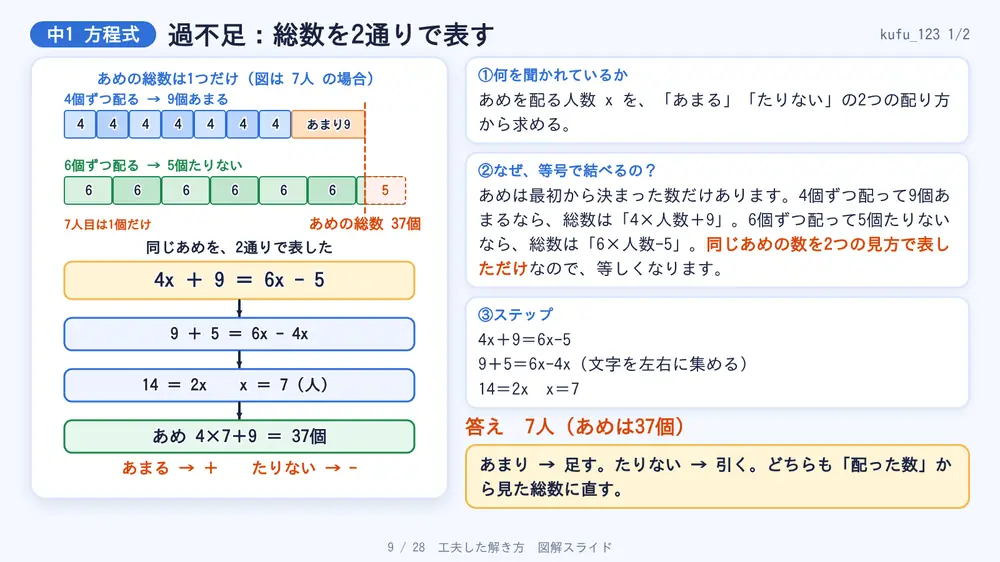 中1 方程式
過不足：総数を2通りで表す
kufu_123 1/2
あめの総数は1つだけ（図は 7人 の場合）
4個ずつ配る → 9個あまる
4 4 4 4 4 4 4 あまり9
6個ずつ配る → 5個たりない
6 6 6 6 6 6 5
7人目は1個だけ
あめの総数 37個
同じあめを、2通りで表した
4x ＋ 9 ＝ 6x − 5
9 ＋ 5 ＝ 6x − 4x
14 ＝ 2x　x ＝ 7（人）
あめ 4×7＋9 ＝ 37個
あまる → ＋　たりない → −
①何を聞かれているか
あめを配る人数 x を、「あまる」「たりない」の2つの配り方
から求める。
②なぜ、等号で結べるの？
あめは最初から決まった数だけあります。4個ずつ配って9個あ
まるなら、総数は「4×人数＋9」。6個ずつ配って5個たりない
なら、総数は「6×人数−5」。同じあめの数を2つの見方で表し
ただけなので、等しくなります。
③ステップ
4x＋9＝6x−5
9＋5＝6x−4x（文字を左右に集める）
14＝2x　x＝7
答え　7人（あめは37個）
あまり → 足す。たりない → 引く。どちらも「配った数」か
ら見た総数に直す。
9 / 28　工夫した解き方　図解スライド